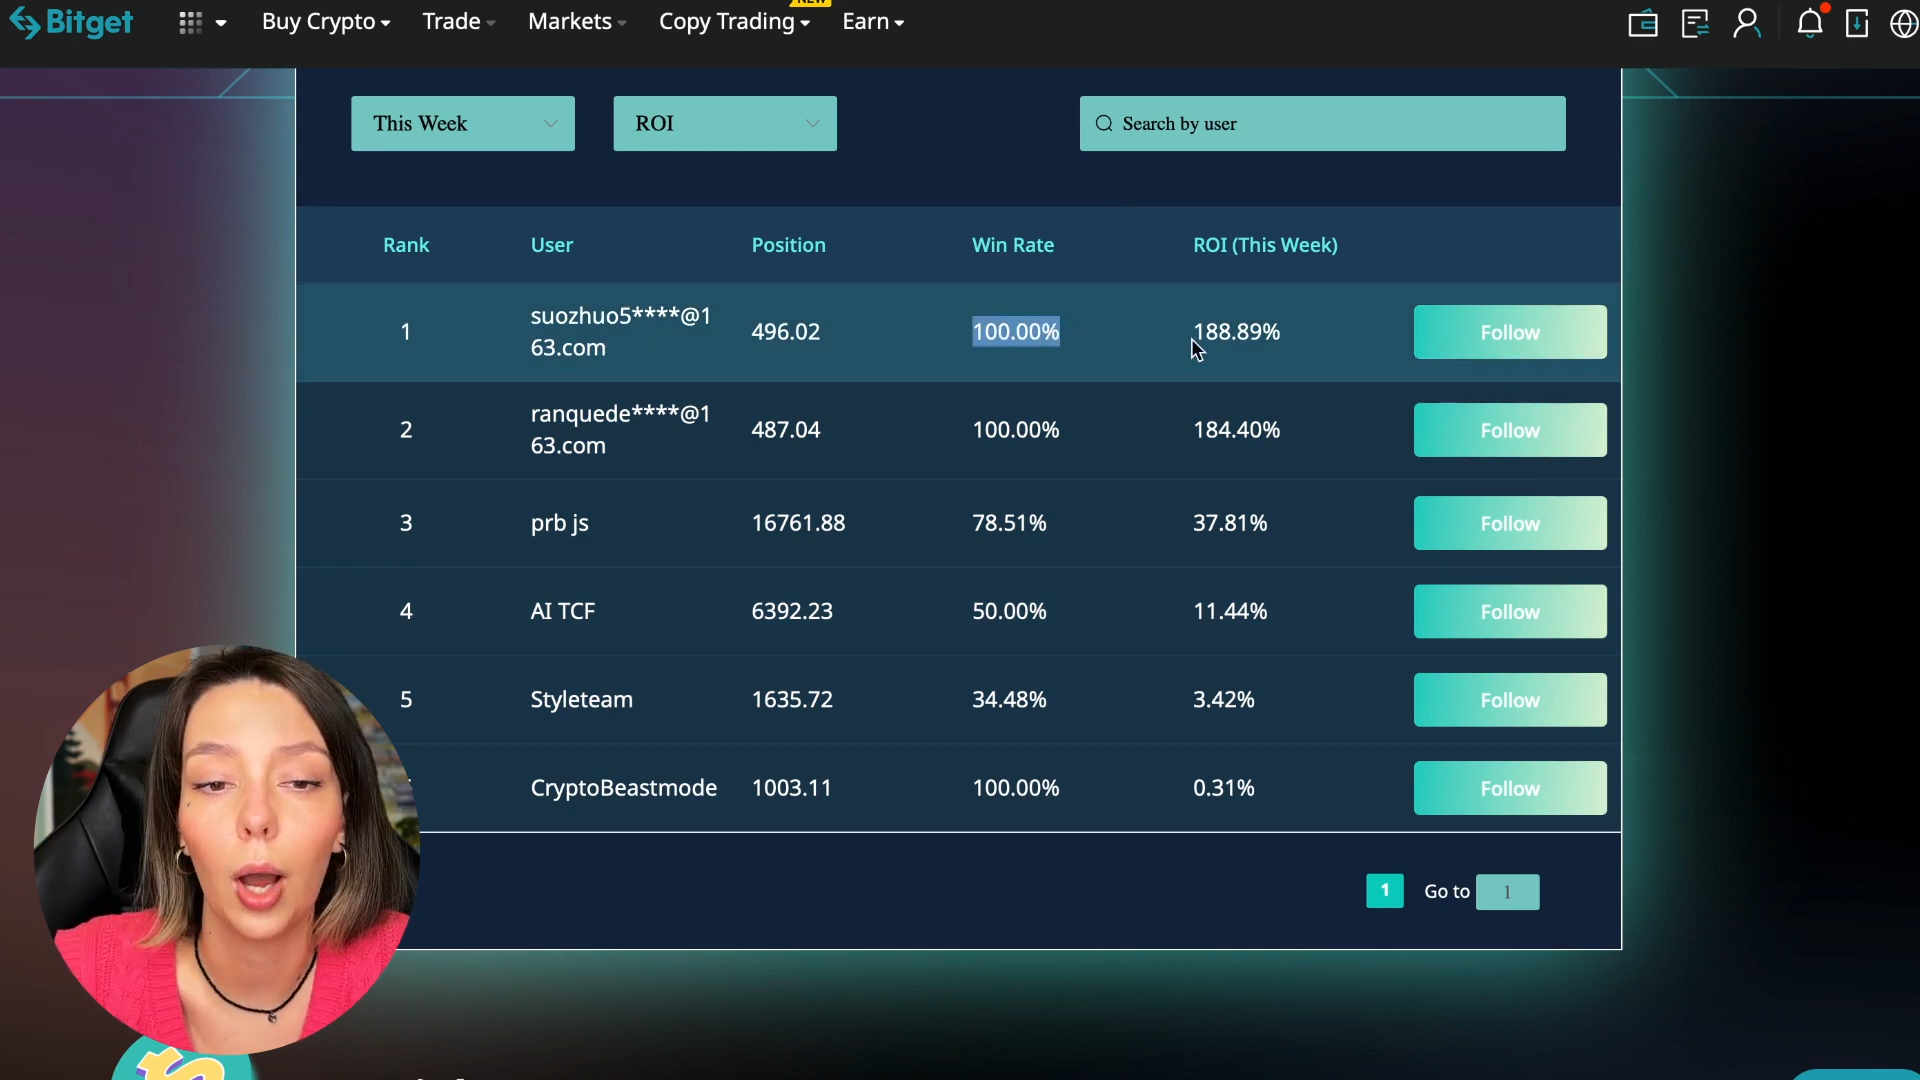 Bitget
Buy Crypto Trade Markets Copy Trading NEW Earn
This Week ROI Search by user
Rank User Position Win Rate ROI (This Week)
1 suozhuo5****@1 496.02 100.00% 188.89% Follow
63.com
2 ranquede****@1 487.04 100.00% 184.40% Follow
63.com
3 prb js 16761.88 78.51% 37.81% Follow
4 AI TCF 6392.23 50.00% 11.44% Follow
5 Styleteam 1635.72 34.48% 3.42% Follow
CryptoBeastmode 1003.11 100.00% 0.31% Follow
1 Go to 1